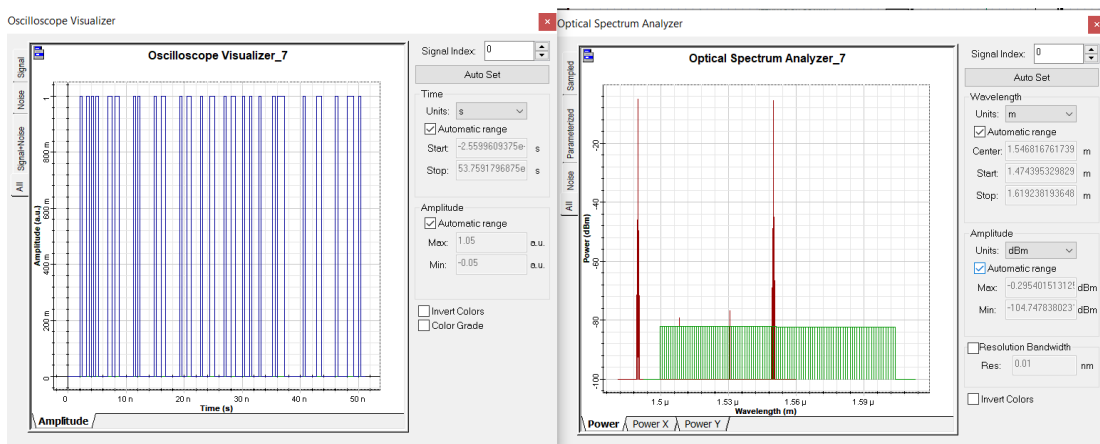 Oscilloscope Visualizer
Oscilloscope Visualizer_7
Signal
Noise
Signal+Noise
All
Amplitude (a.u.)
1
800 m
600 m
400 m
200 m
0
0
10 n
20 n
30 n
40 n
50 n
Time (s)
Amplitude
Signal Index: 0
Auto Set
Time
Units: s
Automatic range
Start: -2.5599609375e- s
Stop: 53.7591796875e- s
Amplitude
Automatic range
Max: 1.05 a.u.
Min: -0.05 a.u.
Invert Colors
Color Grade
Optical Spectrum Analyzer
Optical Spectrum Analyzer_7
Sampled
Parameterized
Noise
All
Power (dBm)
-20
-40
-60
-80
-100
1.5 µ
1.53 µ
1.56 µ
1.59 µ
Wavelength (m)
Power
Power X
Power Y
Signal Index: 0
Auto Set
Wavelength
Units: m
Automatic range
Center: 1.546816761739 m
Start: 1.474395329829 m
Stop: 1.619238193648 m
Amplitude
Units: dBm
Automatic range
Max: -0.295401513125 dBm
Min: -104.747838023 dBm
Resolution Bandwidth
Res: 0.01 nm
Invert Colors